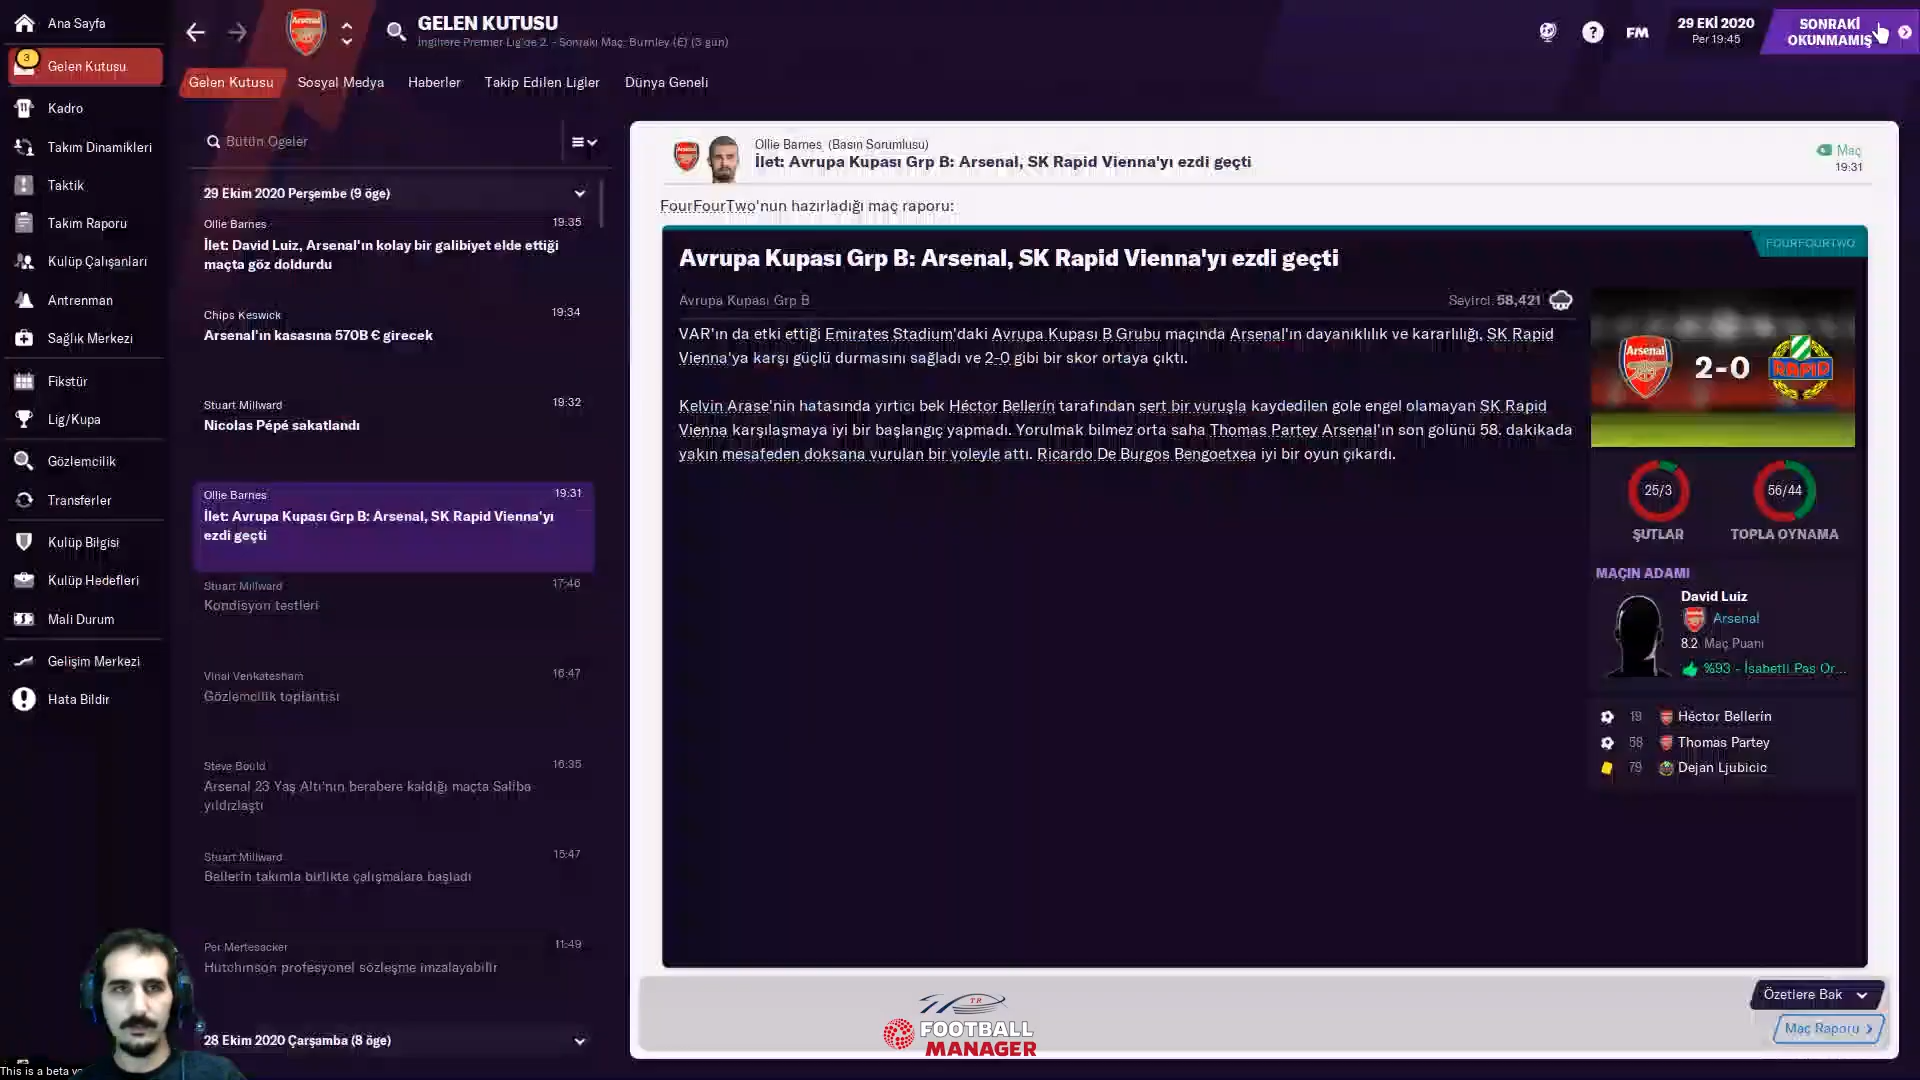 Ana Sayfa
3
Gelen Kutusu
Kadro
Takım Dinamikleri
Taktik
Takım Raporu
Kulüp Çalışanları
Antrenman
Sağlık Merkezi
Fikstür
Lig/Kupa
Gözlemcilik
Transferler
Kulüp Bilgisi
Kulüp Hedefleri
Mali Durum
Gelişim Merkezi
Hata Bildir
This is a beta
Arsenal
GELEN KUTUSU
İngiltere Premier Lig'de 2. - Sonraki Maç: Burnley (E) (3 gün)
?
FM
29 EKİ 2020
Per 19:45
SONRAKİ
OKUNMAMIŞ
Gelen Kutusu
Sosyal Medya
Haberler
Takip Edilen Ligler
Dünya Geneli
Bütün Ögeler
29 Ekim 2020 Perşembe (9 öge)
Ollie Barnes 19:35
İlet: David Luiz, Arsenal'ın kolay bir galibiyet elde ettiği
maçta göz doldurdu
Chips Keswick 19:34
Arsenal'ın kasasına 570B € girecek
Stuart Millward 19:32
Nicolas Pépé sakatlandı
Ollie Barnes 19:31
İlet: Avrupa Kupası Grp B: Arsenal, SK Rapid Vienna'yı
ezdi geçti
Stuart Millward 17:46
Kondisyon testleri
Vinai Venkatesham 16:47
Gözlemcilik toplantısı
Steve Bould 16:35
Arsenal 23 Yaş Altı'nın berabere kaldığı maçta Saliba
yıldızlaştı
Stuart Millward 15:47
Bellerín takımla birlikte çalışmalara başladı
Per Mertesacker 11:49
Hutchinson profesyonel sözleşme imzalayabilir
28 Ekim 2020 Çarşamba (8 öge)
Ollie Barnes (Basın Sorumlusu)
İlet: Avrupa Kupası Grp B: Arsenal, SK Rapid Vienna'yı ezdi geçti
Maç
19:31
FourFourTwo'nun hazırladığı maç raporu:
FOURFOURTWO
Avrupa Kupası Grp B: Arsenal, SK Rapid Vienna'yı ezdi geçti
Avrupa Kupası Grp B
Seyirci: 58,421
VAR'ın da etki ettiği Emirates Stadium'daki Avrupa Kupası B Grubu maçında Arsenal'ın dayanıklılık ve kararlılığı, SK Rapid
Vienna'ya karşı güçlü durmasını sağladı ve 2-0 gibi bir skor ortaya çıktı.
Kelvin Arase'nin hatasında yırtıcı bek Héctor Bellerín tarafından sert bir vuruşla kaydedilen gole engel olamayan SK Rapid
Vienna karşılaşmaya iyi bir başlangıç yapmadı. Yorulmak bilmez orta saha Thomas Partey Arsenal'ın son golünü 58. dakikada
yakın mesafeden doksana vurulan bir voleyle attı. Ricardo De Burgos Bengoetxea iyi bir oyun çıkardı.
Arsenal
2-0
RAPID
25/3
ŞUTLAR
56/44
TOPLA OYNAMA
MAÇIN ADAMI
David Luiz
Arsenal
8.2 Maç Puanı
%93 - İsabetli Pas Or...
19 Héctor Bellerín
58 Thomas Partey
79 Dejan Ljubicic
Özetlere Bak
Maç Raporu
TR
FOOTBALL
MANAGER